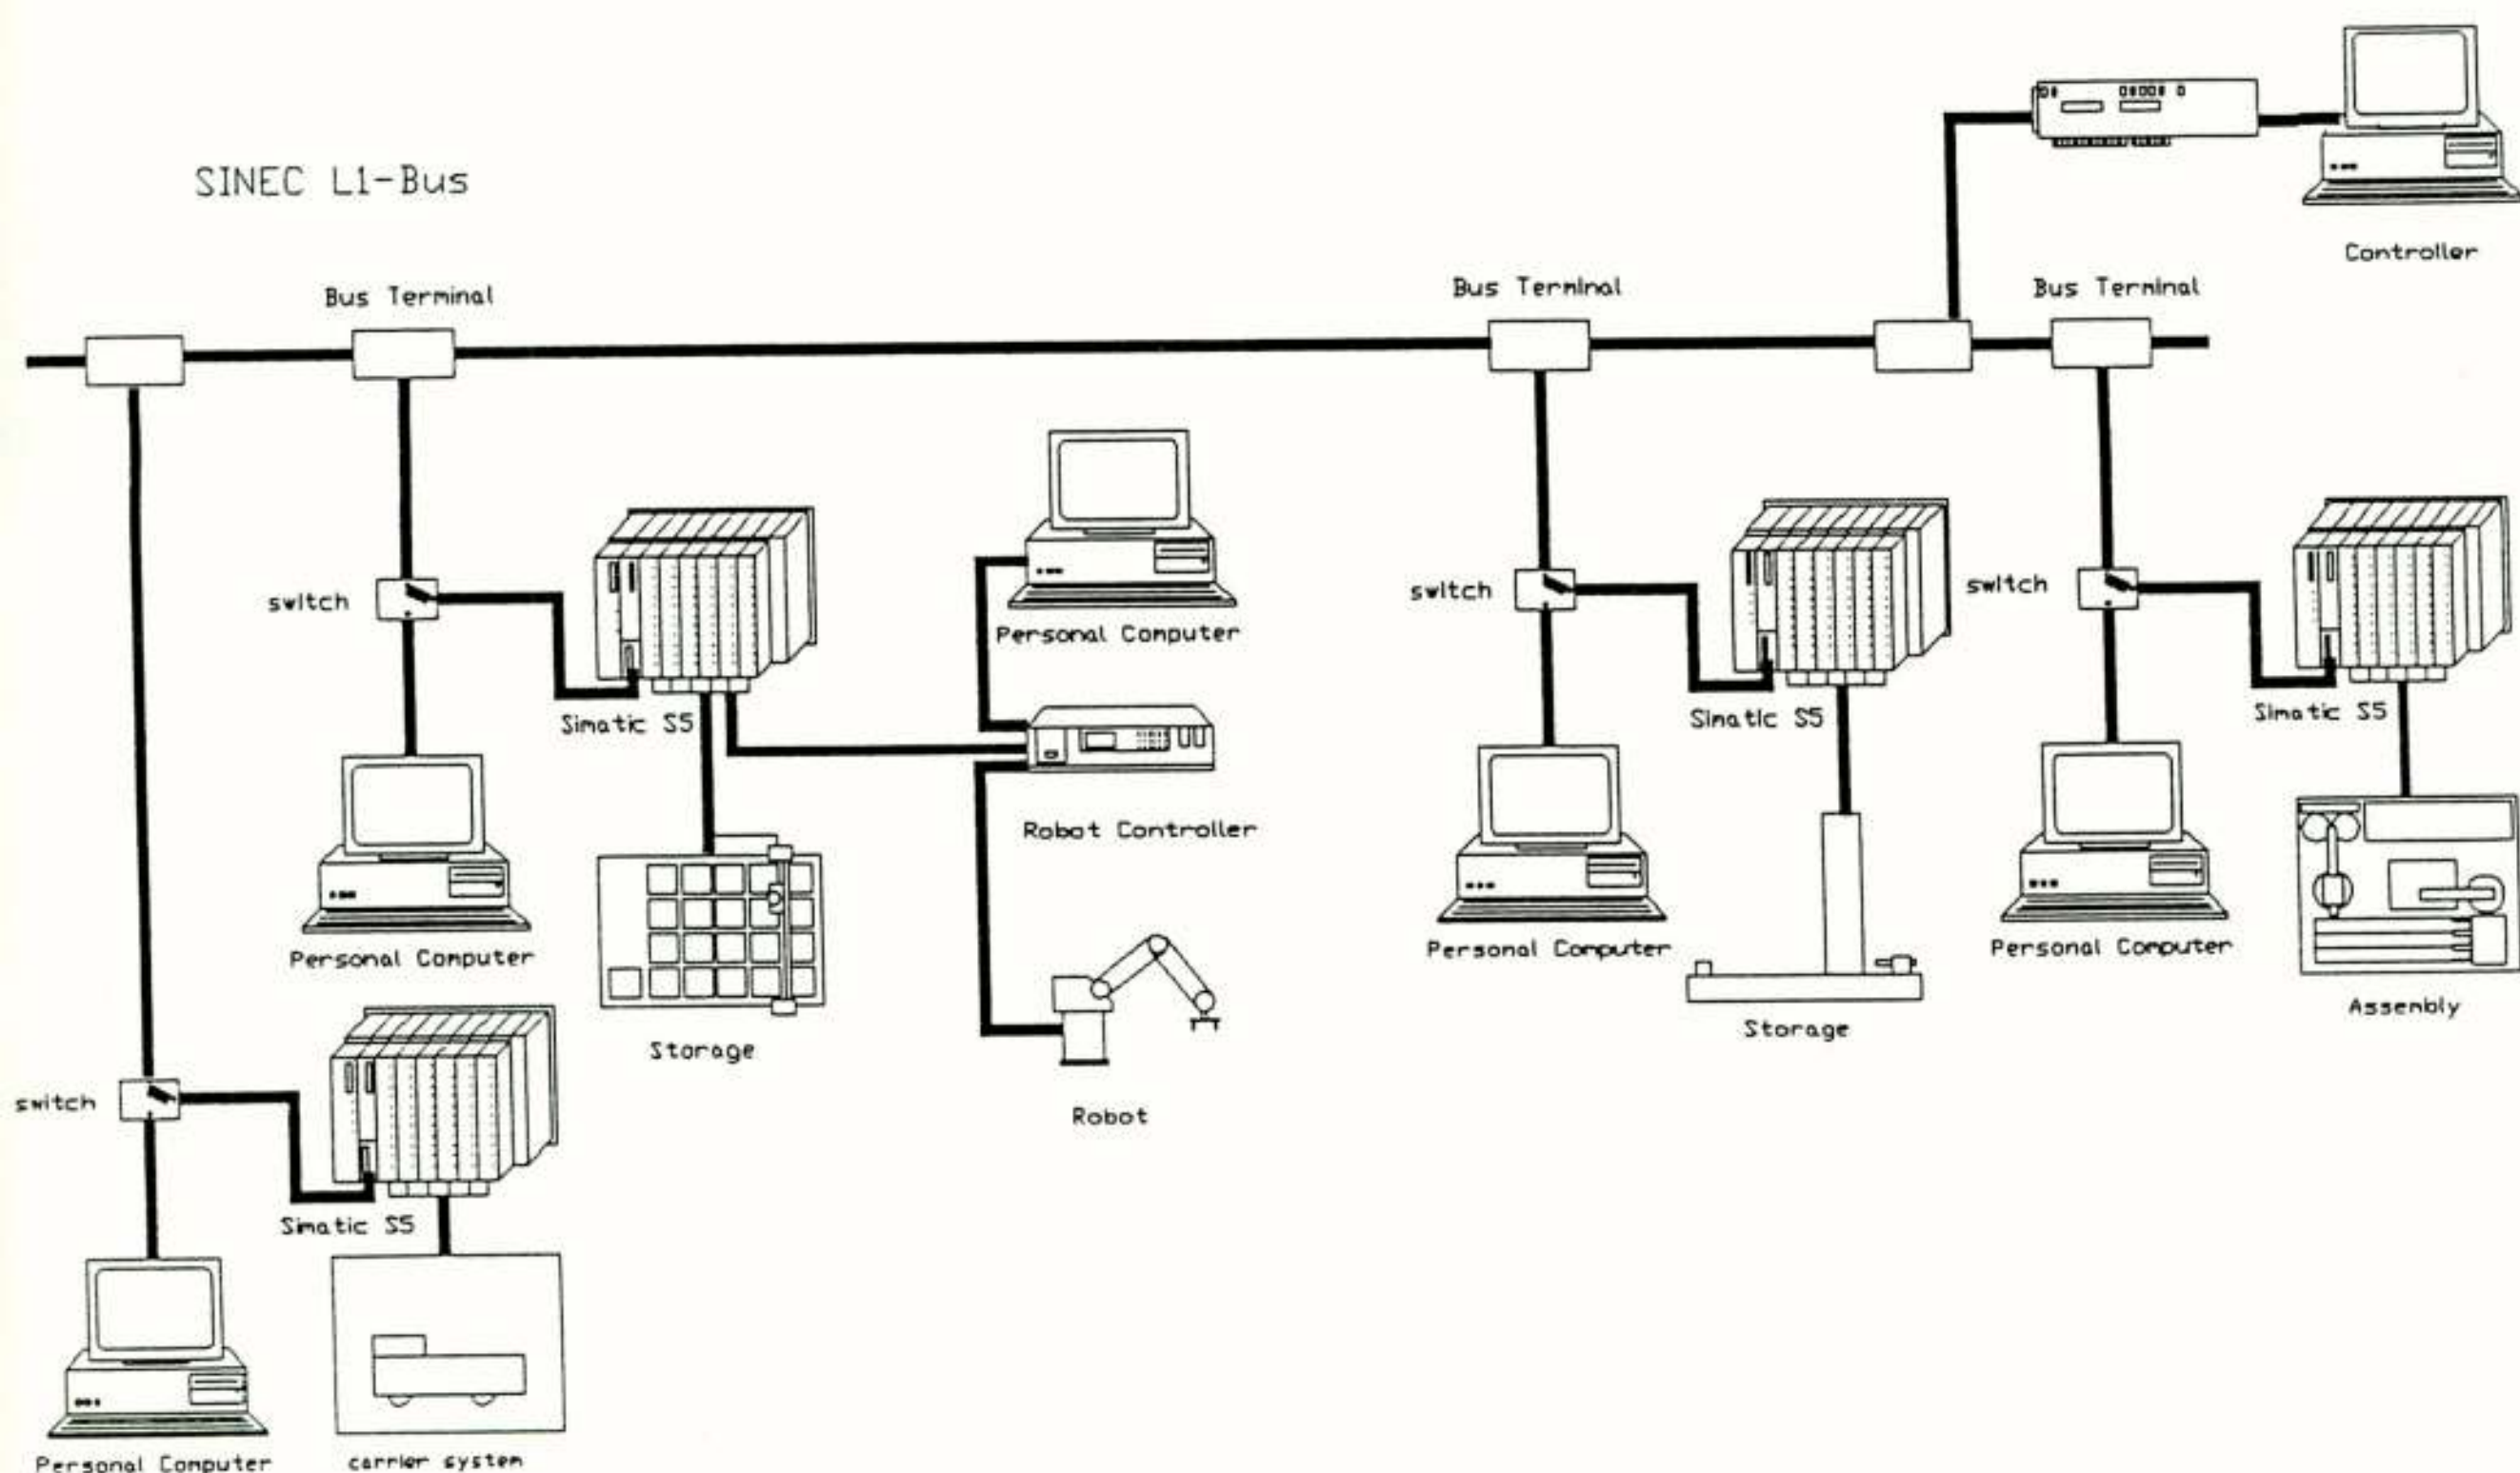 SINEC L1-Bus
Controller
Bus Terminal
Bus Terminal
Bus Terminal
switch
Simatic S5
Personal Computer
Personal Computer
Robot Controller
Storage
Robot
switch
Simatic S5
Personal Computer
Storage
switch
Simatic S5
Personal Computer
Assembly
switch
Simatic S5
Personal Computer
carrier system